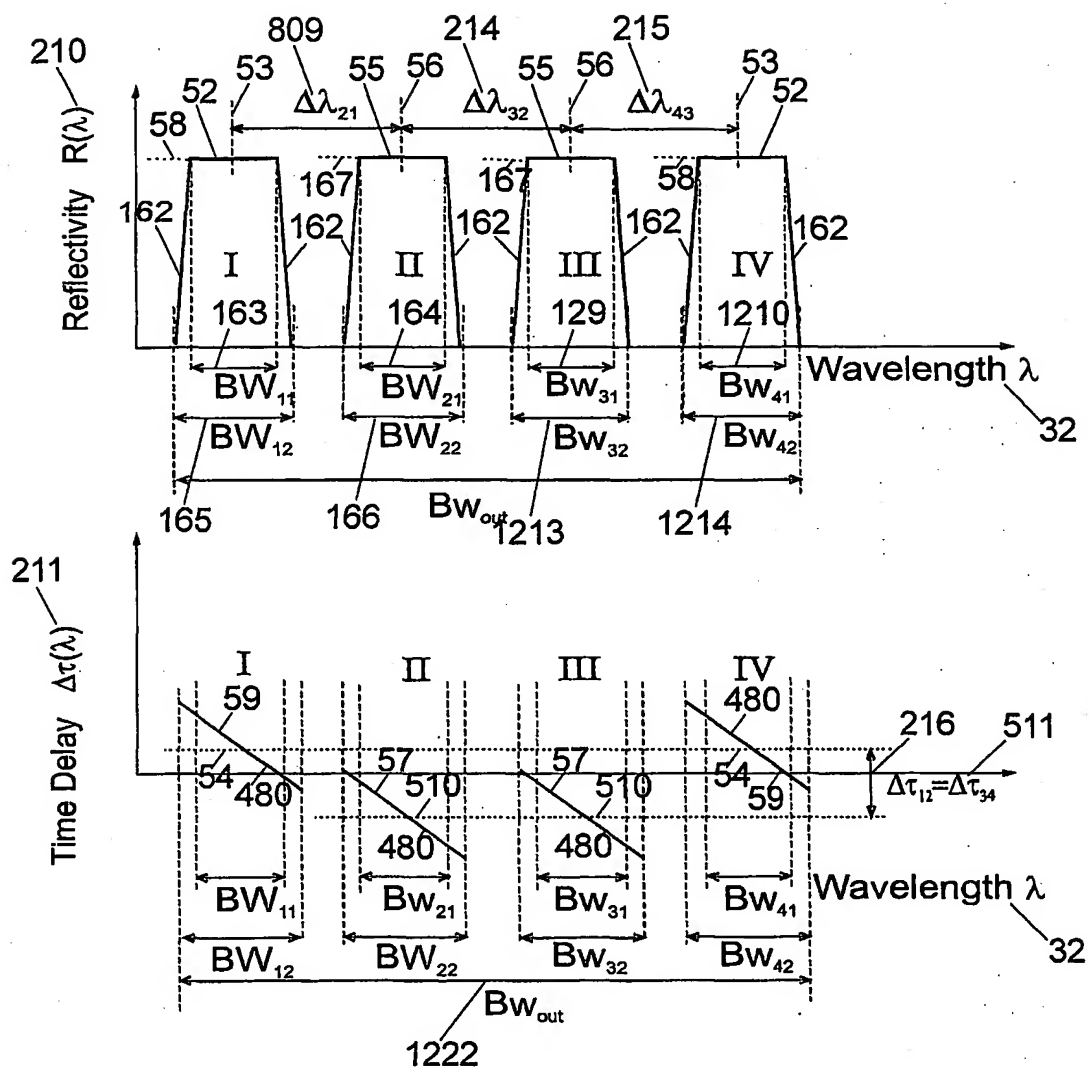 809 214 215
210 53 55 56 55 56 53
52 Δλ₂₁ Δλ₃₂ Δλ₄₃ 52
58 167 167 58
Reflectivity R(λ)
162 162 162 162 162
I II III IV
163 164 129 1210
BW₁₁ BW₂₁ Bw₃₁ Bw₄₁ Wavelength λ
BW₁₂ BW₂₂ Bw₃₂ Bw₄₂ 32
Bw_out
165 166 1213 1214
211
Time Delay Δτ(λ)
I II III IV
59 480 216 511
54 57 510 57 510 54
480 59 Δτ₁₂=Δτ₃₄
480 480
BW₁₁ Bw₂₁ Bw₃₁ Bw₄₁ Wavelength λ
BW₁₂ BW₂₂ Bw₃₂ Bw₄₂ 32
Bw_out
1222